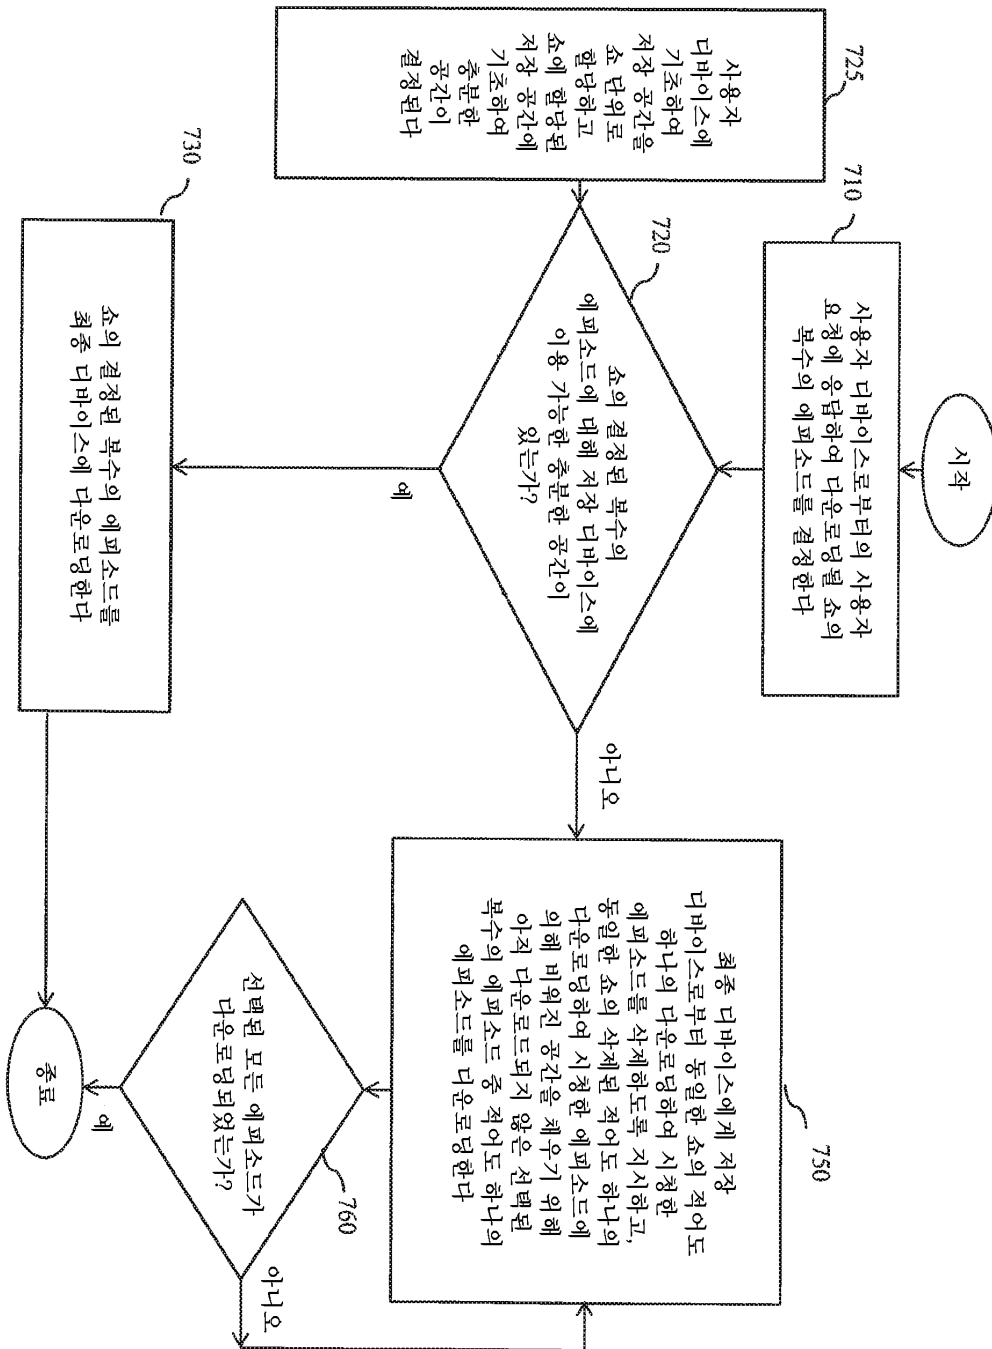 시작
710
사용자 디바이스로부터의 사용자
요청에 응답하여 다운로딩될 쇼의
복수의 에피소드를 결정한다
725
사용자
디바이스에
기초하여
저장 공간을
쇼 단위로
할당하고
쇼에 할당된
저장 공간에
기초하여
충분한
공간이
결정된다
720
쇼의 결정된 복수의
에피소드에 대해 저장 디바이스에
이용 가능한 충분한 공간이
있는가?
예
아니오
730
쇼의 결정된 복수의 에피소드를
최종 디바이스에 다운로딩한다
750
최종 디바이스에게 저장
디바이스로부터 동일한 쇼의 적어도
하나의 다운로딩하여 시청한
에피소드를 삭제하도록 지시하고,
동일한 쇼의 삭제된 적어도 하나의
다운로딩하여 시청한 에피소드에
의해 비워진 공간을 채우기 위해
아직 다운로드되지 않은 선택된
복수의 에피소드 중 적어도 하나의
에피소드를 다운로딩한다
760
선택된 모든 에피소드가
다운로딩되었는가?
아니오
예
종료